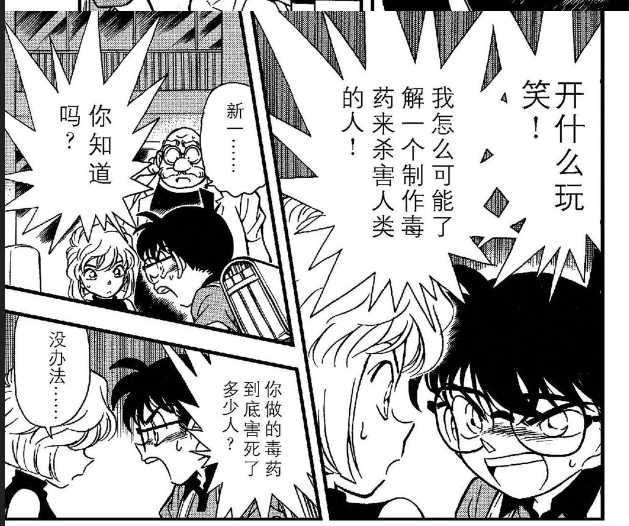 开什么玩
笑！
我怎么可能了
解一个制作毒
药来杀害人类
的人！
新一……
你知道
吗？
你做的毒药
到底害死了
多少人？
没办法……